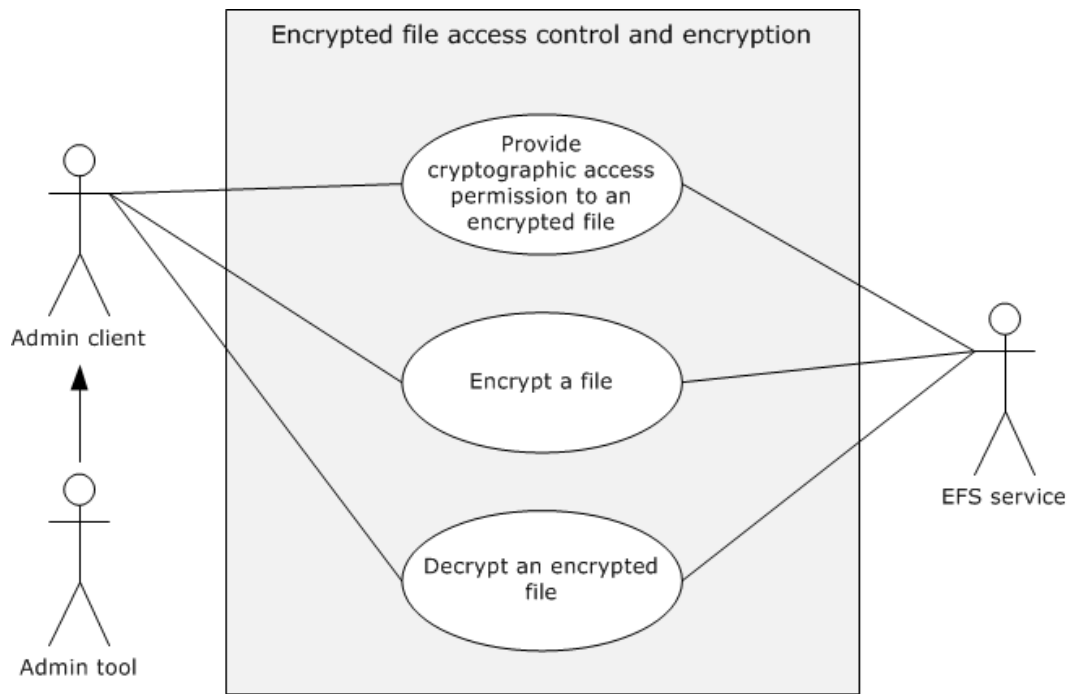 Encrypted file access control and encryption
Provide
cryptographic access
permission to an
encrypted file
Admin client
Encrypt a file
EFS service
Decrypt an encrypted
file
Admin tool